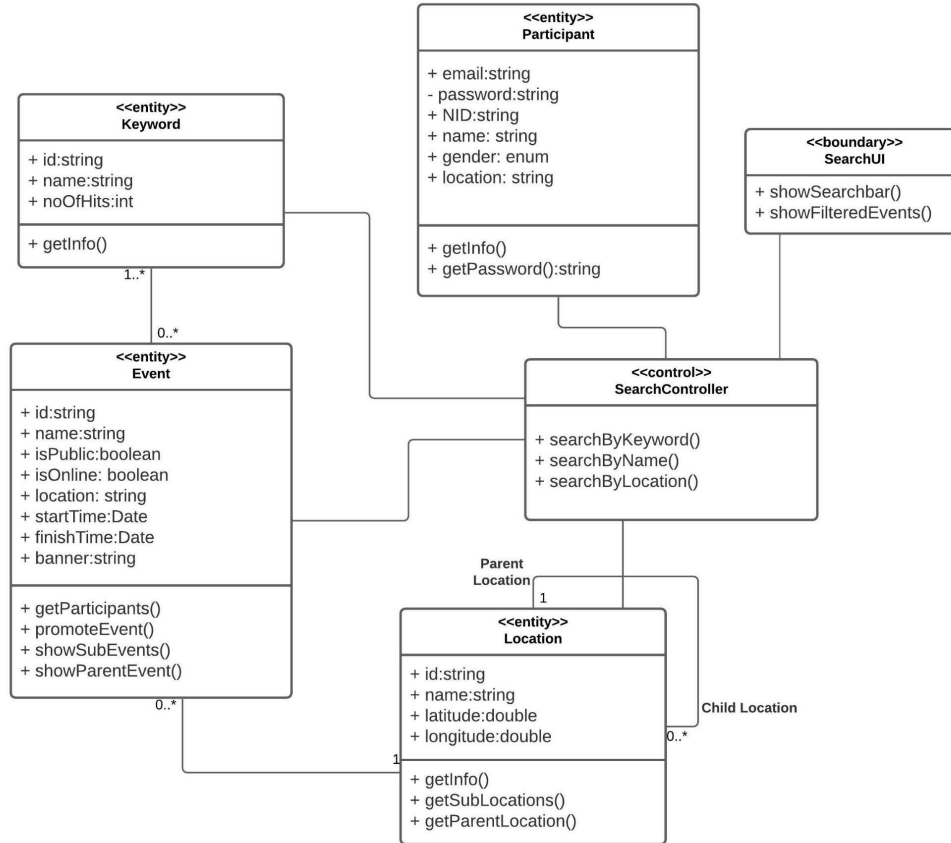 <<entity>>
Participant
+ email:string
- password:string
+ NID:string
+ name: string
+ gender: enum
+ location: string
+ getInfo()
+ getPassword():string
<<entity>>
Keyword
+ id:string
+ name:string
+ noOfHits:int
+ getInfo()
<<boundary>>
SearchUI
+ showSearchbar()
+ showFilteredEvents()
1..*
0..*
<<entity>>
Event
+ id:string
+ name:string
+ isPublic:boolean
+ isOnline: boolean
+ location: string
+ startTime:Date
+ finishTime:Date
+ banner:string
+ getParticipants()
+ promoteEvent()
+ showSubEvents()
+ showParentEvent()
<<control>>
SearchController
+ searchByKeyword()
+ searchByName()
+ searchByLocation()
Parent
Location
1
<<entity>>
Location
+ id:string
+ name:string
+ latitude:double
+ longitude:double
+ getInfo()
+ getSubLocations()
+ getParentLocation()
Child Location
0..*
0..*
1